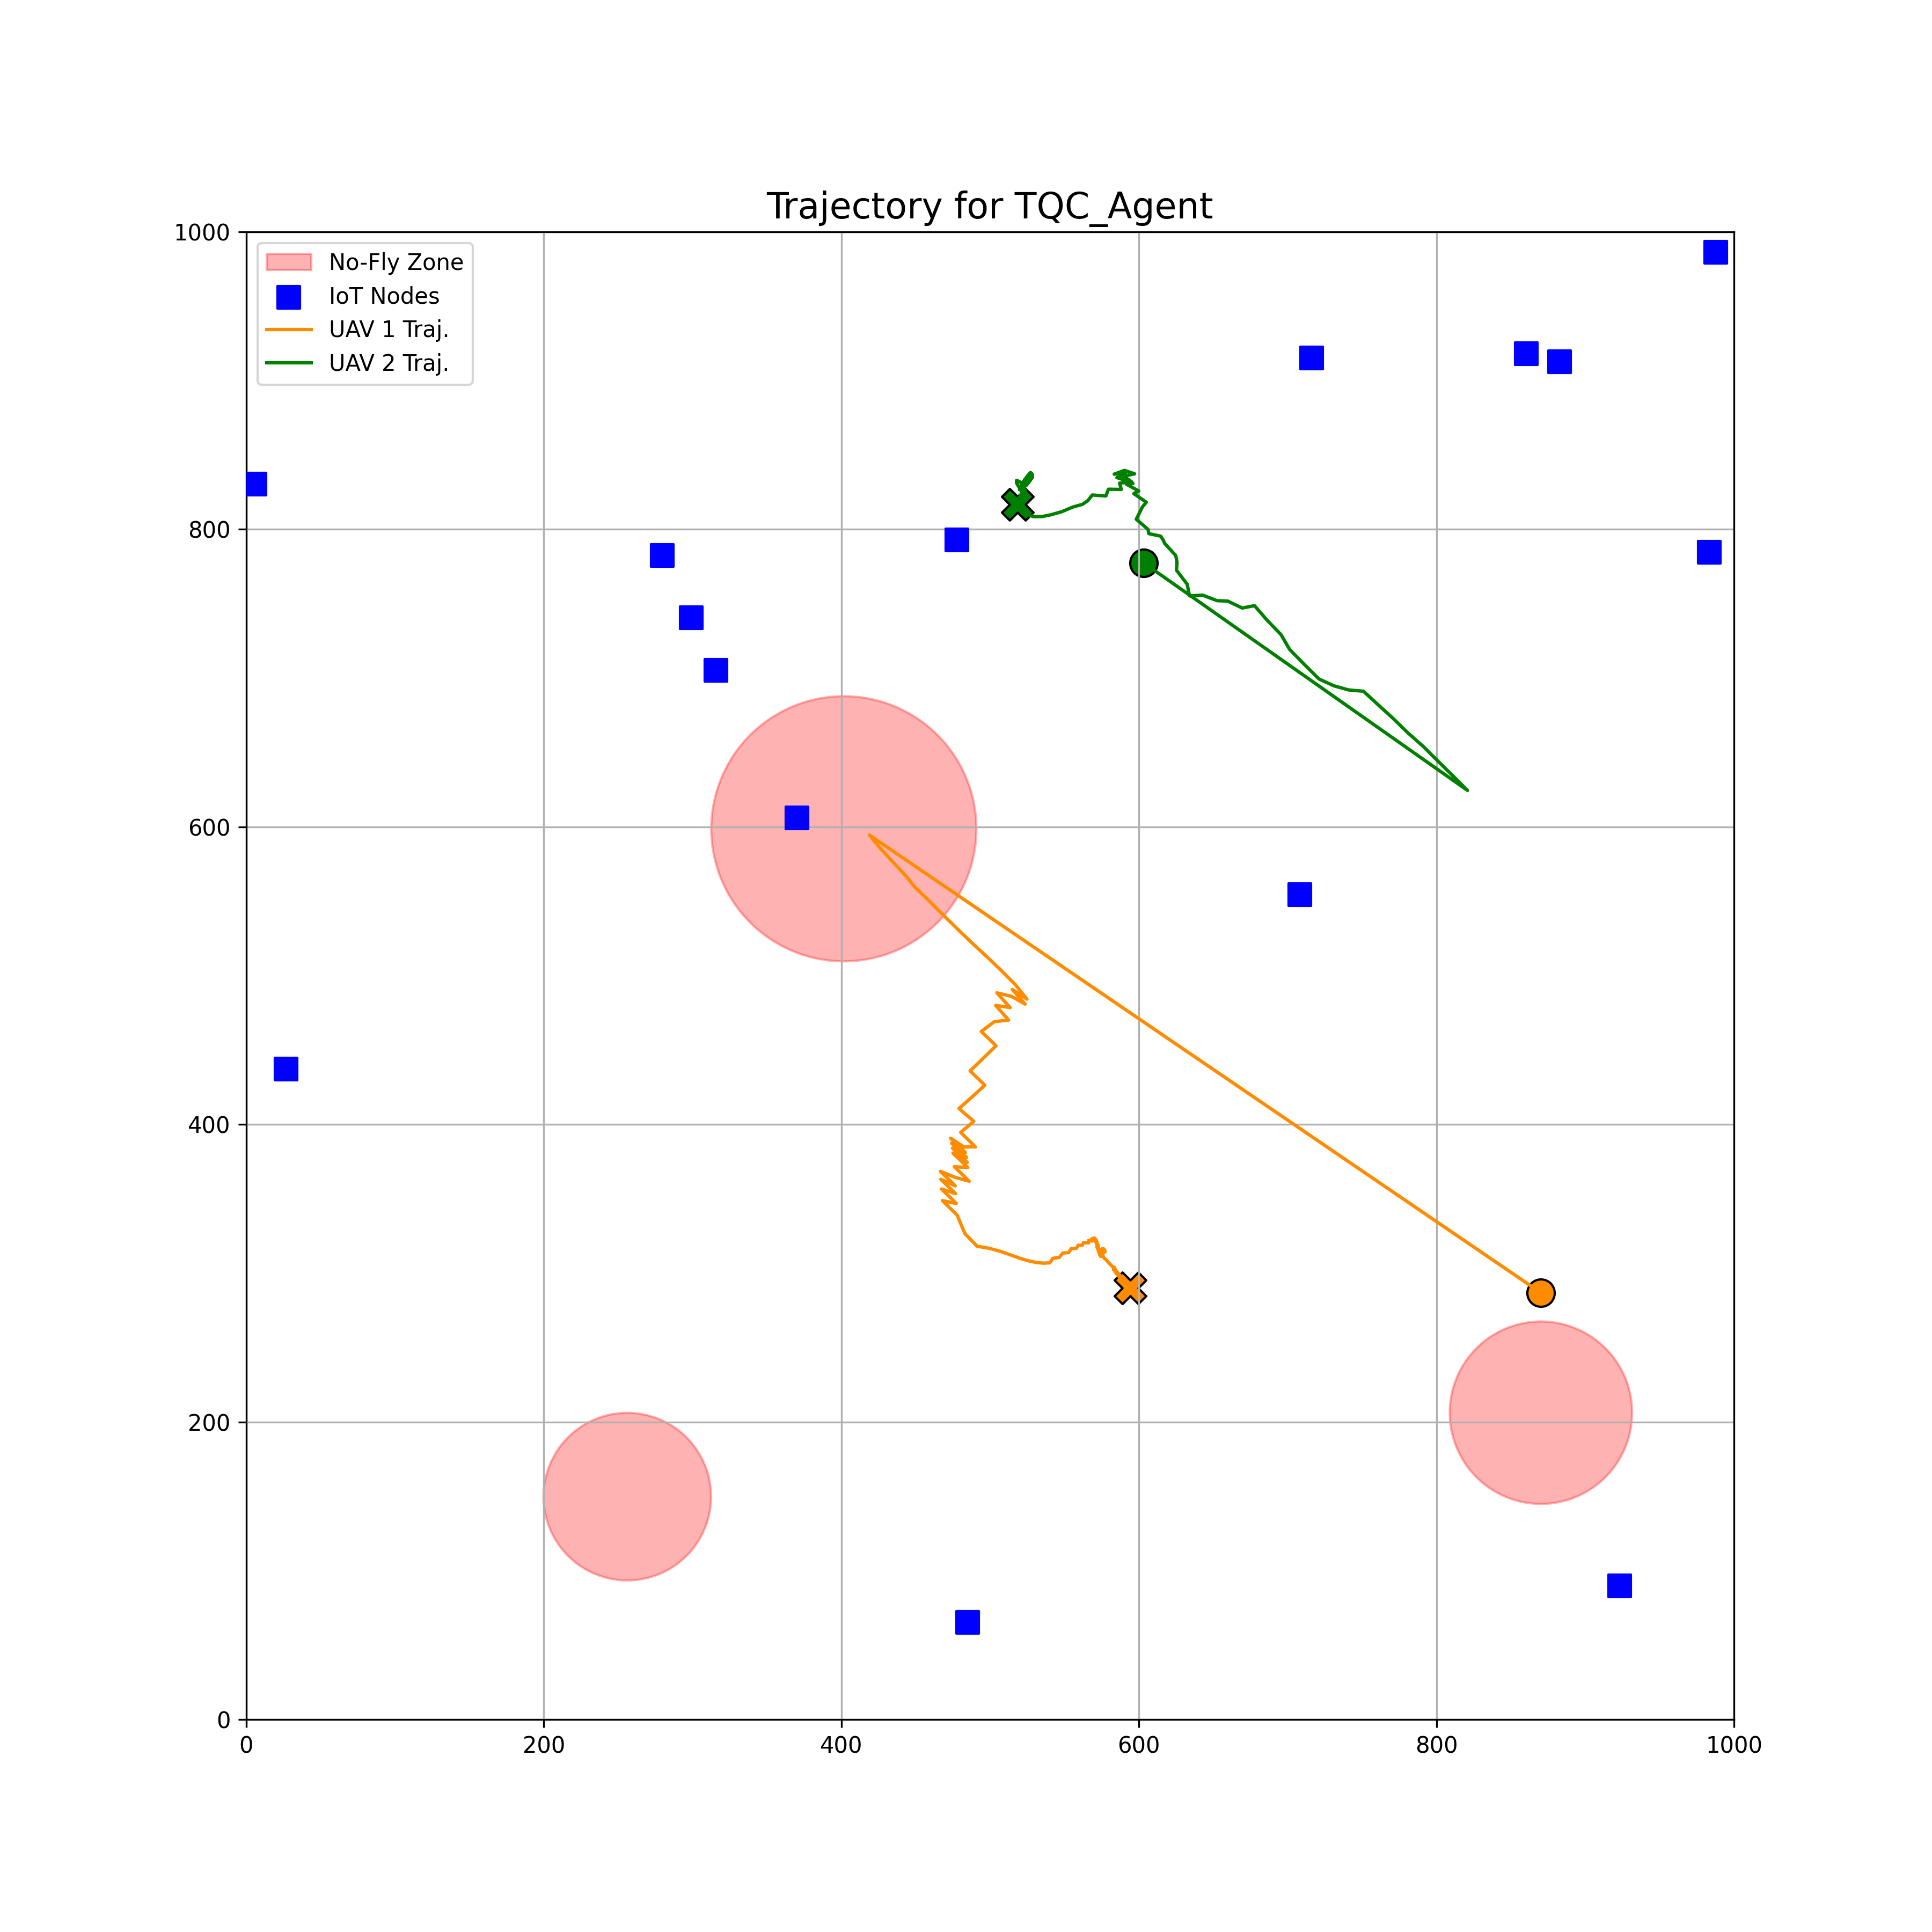 Trajectory for TQC_Agent
1000
800
600
400
200
0
No-Fly Zone
IoT Nodes
UAV 1 Traj.
UAV 2 Traj.
0 200 400 600 800 1000